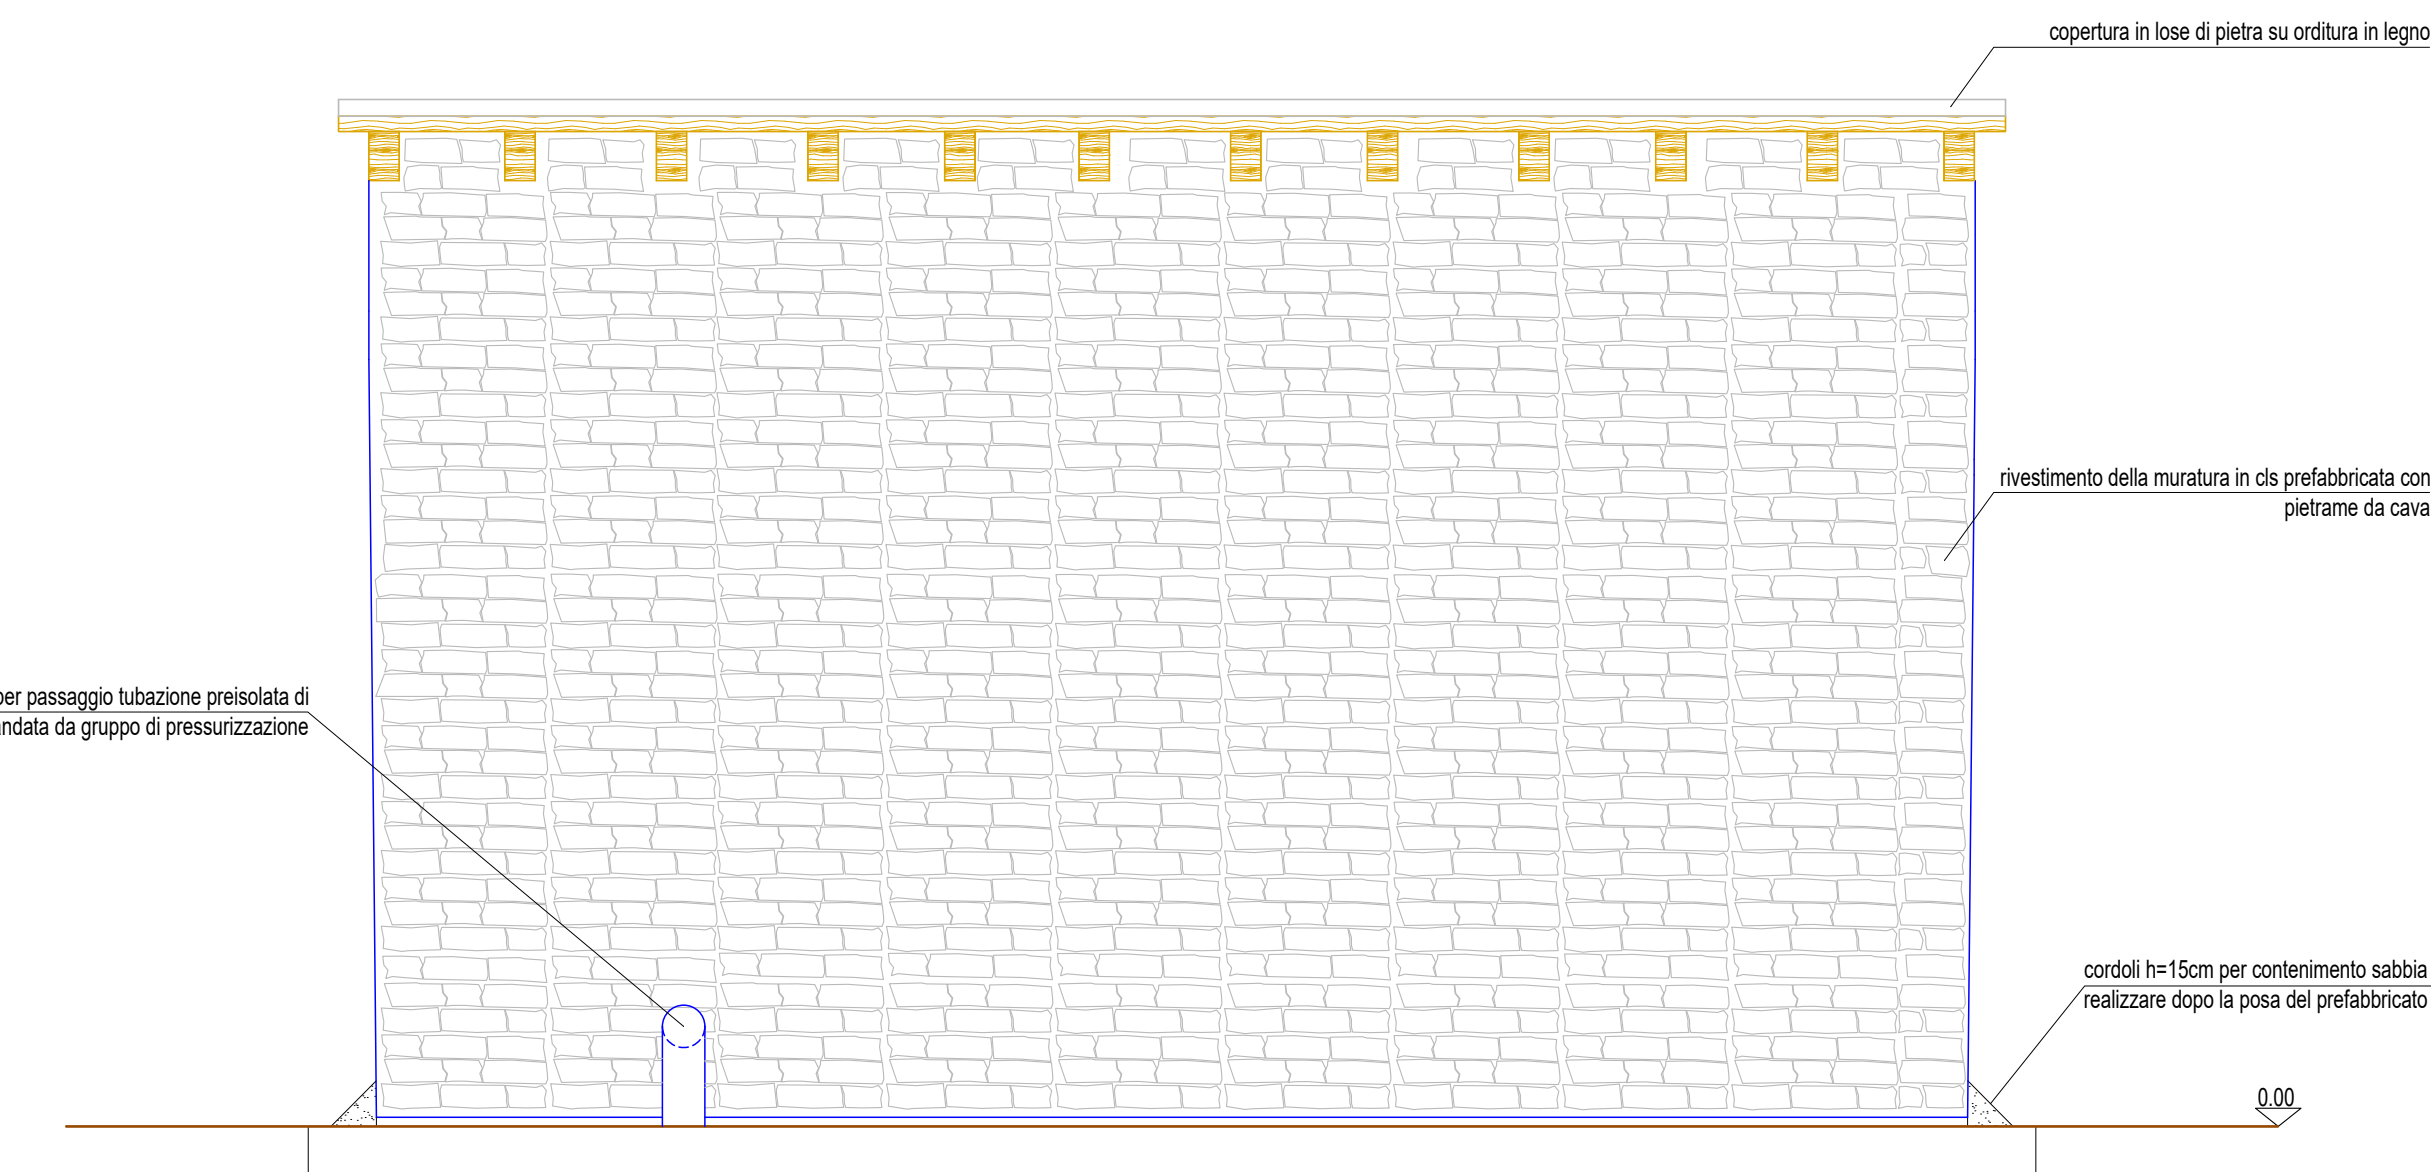 copertura in lose di pietra su orditura in legno
rivestimento della muratura in cls prefabbricata con
pietrame da cava
per passaggio tubazione preisolata di
andata da gruppo di pressurizzazione
cordoli h=15cm per contenimento sabbia
realizzare dopo la posa del prefabbricato
0.00